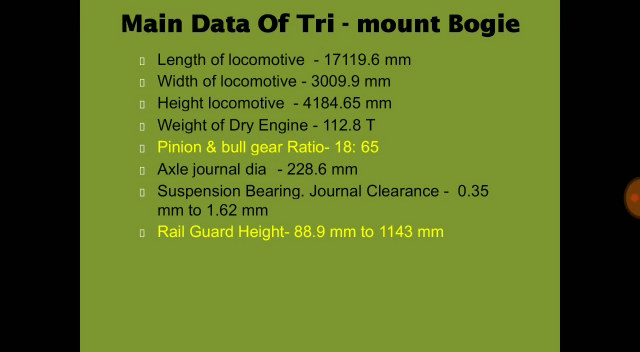 Main Data Of Tri - mount Bogie
Length of locomotive - 17119.6 mm
Width of locomotive - 3009.9 mm
Height locomotive - 4184.65 mm
Weight of Dry Engine - 112.8 T
Pinion & bull gear Ratio- 18: 65
Axle journal dia - 228.6 mm
Suspension Bearing. Journal Clearance - 0.35
mm to 1.62 mm
Rail Guard Height- 88.9 mm to 1143 mm